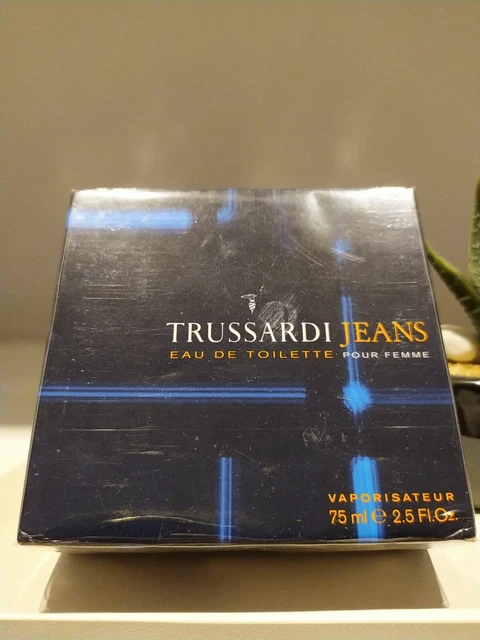 TRUSSARDI JEANS
EAU DE TOILETTE POUR FEMME
VAPORISATEUR
75 ml ℮ 2.5 Fl.Oz.